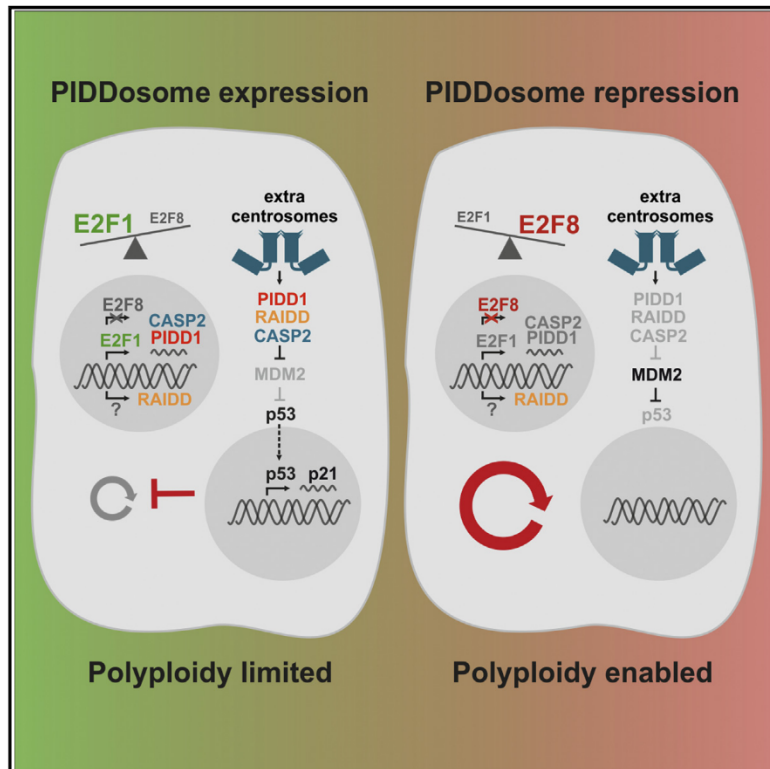 PIDDosome expression
E2F1
E2F8
extra
centrosomes
PIDD1
RAIDD
CASP2
MDM2
p53
E2F8
CASP2
E2F1
PIDD1
?
RAIDD
p53
p21
Polyploidy limited
PIDDosome repression
E2F1
E2F8
extra
centrosomes
PIDD1
RAIDD
CASP2
MDM2
p53
E2F8
CASP2
E2F1
PIDD1
?
RAIDD
Polyploidy enabled